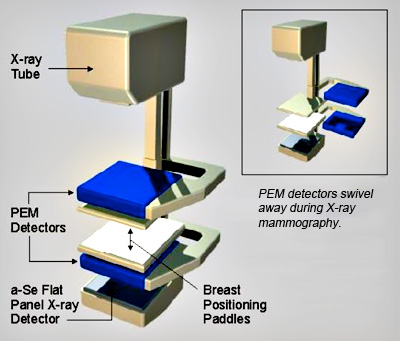 X-ray
Tube
PEM
Detectors
a-Se Flat
Panel X-ray
Detector
Breast
Positioning
Paddles
PEM detectors swivel
away during X-ray
mammography.